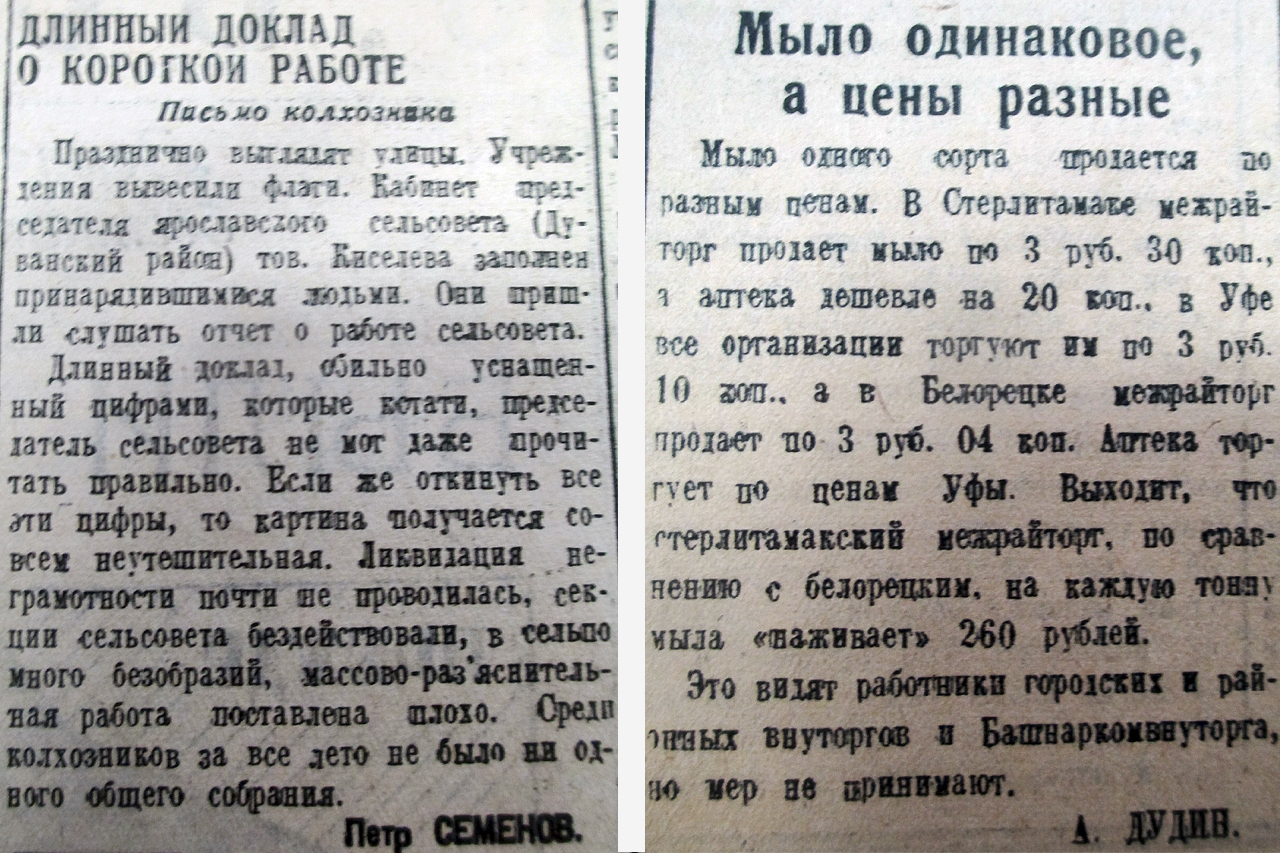 ДЛИННЫЙ ДОКЛАД
О КОРОТКОЙ РАБОТЕ
Письмо колхозника
Празднично выглядят улицы. Учреж-
дения вывесили флаги. Кабинет пред-
седателя ярославского сельсовета (Ду-
ванский район) тов. Киселева заполнен
принарядившимися людьми. Они приш-
ли слушать отчет о работе сельсовета.
Длинный доклад, обильно уснащен-
ный цифрами, которые кстати, предсе-
датель сельсовета не мог даже прочи-
тать правильно. Если же откинуть все
эти цифры, то картина получается со-
всем неутешительная. Ликвидация не-
грамотности почти не проводилась, сек-
ции сельсовета бездействовали, в сельпо
много безобразий, массово-раз'яснитель-
ная работа поставлена плохо. Среди
колхозников за все лето не было ни од-
ного общего собрания.
Петр СЕМЕНОВ.
Мыло одинаковое,
а цены разные
Мыло одного сорта продается по
разным ценам. В Стерлитамаке межрай-
торг продает мыло по 3 руб. 30 коп.,
а аптека дешевле на 20 коп., в Уфе
все организации торгуют им по 3 руб.
10 коп., а в Белорецке межрайторг
продает по 3 руб. 04 коп. Аптека тор-
гует по ценам Уфы. Выходит, что
стерлитамакский межрайторг, по срав-
нению с белорецким, на каждую тонну
мыла «наживает» 260 рублей.
Это видят работники городских и рай-
онных внуторгов и Башнаркомвнуторга,
но мер не принимают.
А. ДУДИН.